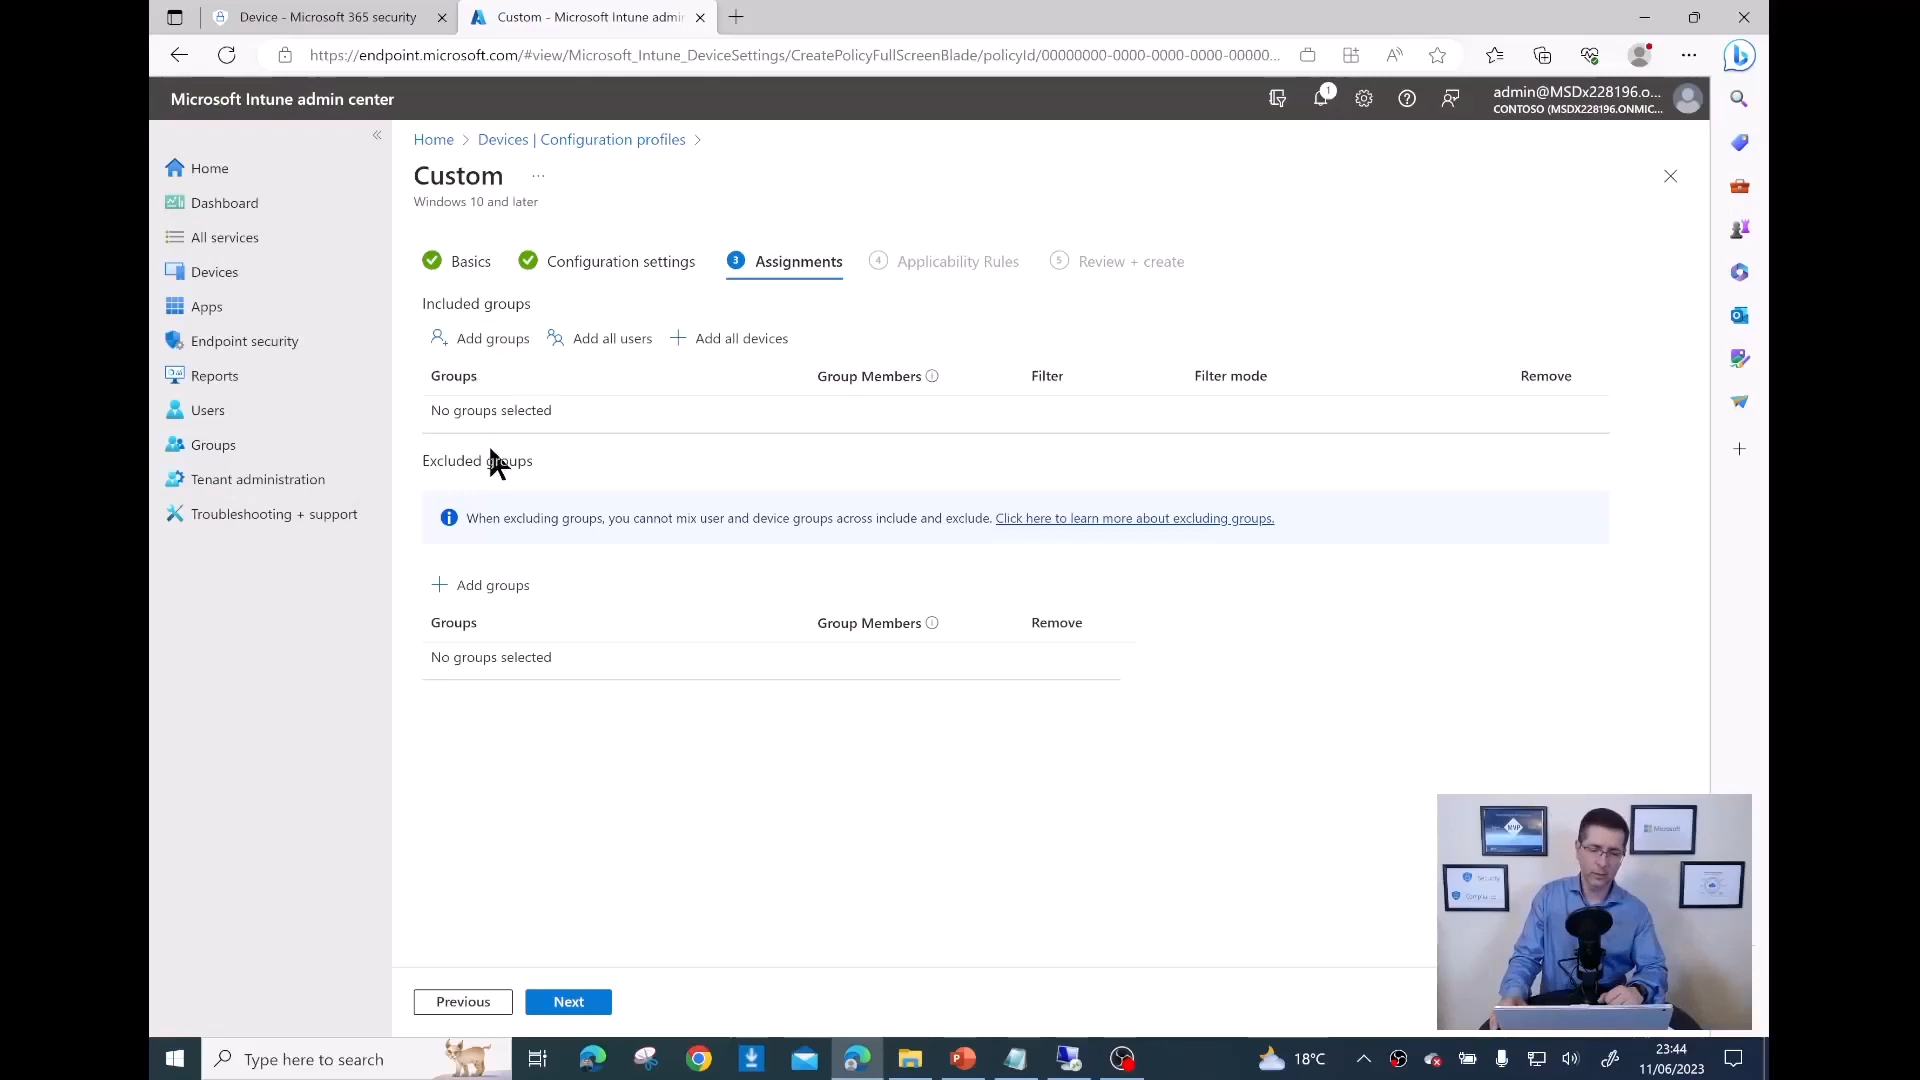 Device - Microsoft 365 security
Custom - Microsoft Intune admin
https://endpoint.microsoft.com/#view/Microsoft_Intune_DeviceSettings/CreatePolicyFullScreenBlade/policyId/00000000-0000-0000-0000-00000...
Microsoft Intune admin center
1
admin@MSDx228196.o...
CONTOSO (MSDX228196.ONMIC...
Home
Dashboard
All services
Devices
Apps
Endpoint security
Reports
Users
Groups
Tenant administration
Troubleshooting + support
Home > Devices | Configuration profiles >
Custom ...
Windows 10 and later
Basics
Configuration settings
3 Assignments
4 Applicability Rules
5 Review + create
Included groups
Add groups
Add all users
Add all devices
Groups Group Members Filter Filter mode Remove
No groups selected
Excluded groups
When excluding groups, you cannot mix user and device groups across include and exclude. Click here to learn more about excluding groups.
Add groups
Groups Group Members Remove
No groups selected
Previous
Next
MVP
Microsoft
Security
Compliance
Type here to search
18°C
23:44
11/06/2023